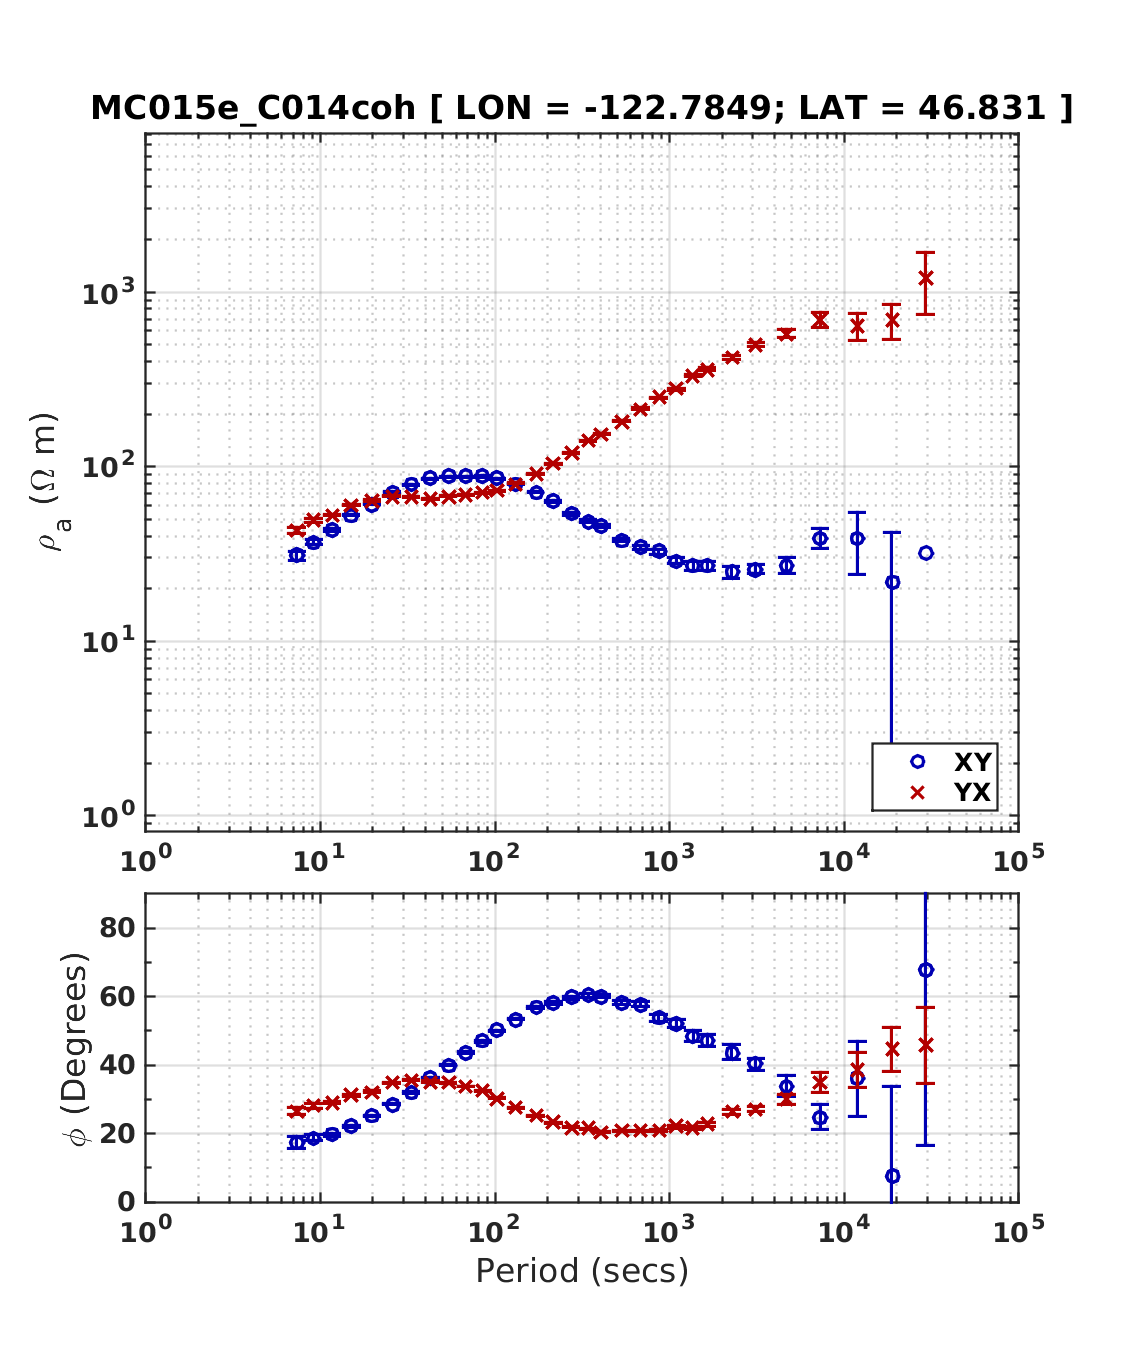 MC015e_C014coh [ LON = -122.7849; LAT = 46.831 ]
ρ a (Ω m)
10³
10²
10¹
10⁰
10⁰ 10¹ 10² 10³ 10⁴ 10⁵
XY
YX
ϕ (Degrees)
80
60
40
20
0
10⁰ 10¹ 10² 10³ 10⁴ 10⁵
Period (secs)